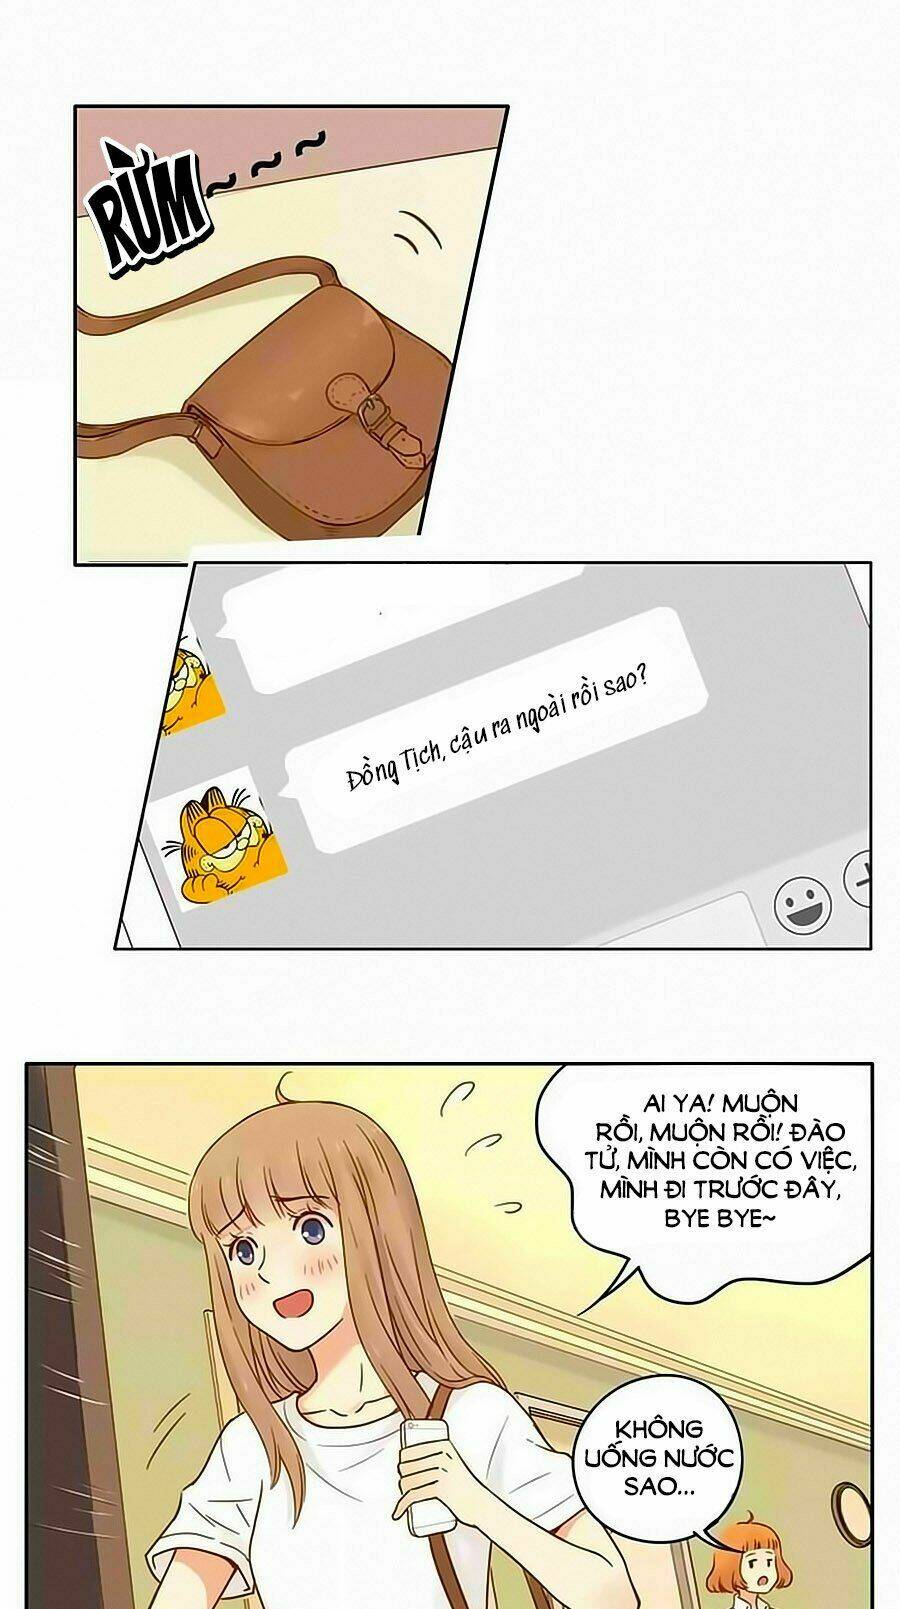 RỪM~~~
Đồng Tịch, cậu ra ngoài rồi sao?
AI YA! MUỘN
RỒI, MUỘN RỒI! ĐÀO
TỬ, MÌNH CÒN CÓ VIỆC,
MÌNH ĐI TRƯỚC ĐÂY,
BYE BYE~
KHÔNG
UỐNG NƯỚC
SAO...